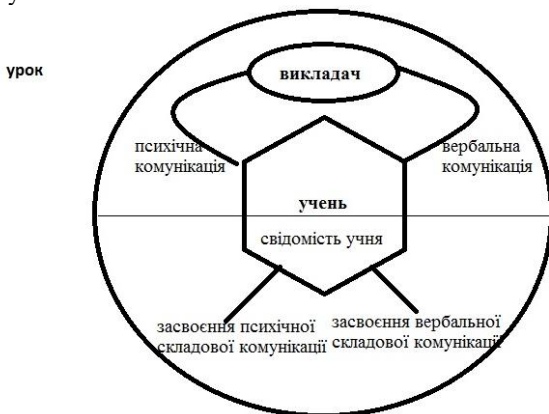 урок
викладач
психічна
комунікація
вербальна
комунікація
учень
свідомість учня
засвоєння психічної
складової комунікації
засвоєння вербальної
складової комунікації